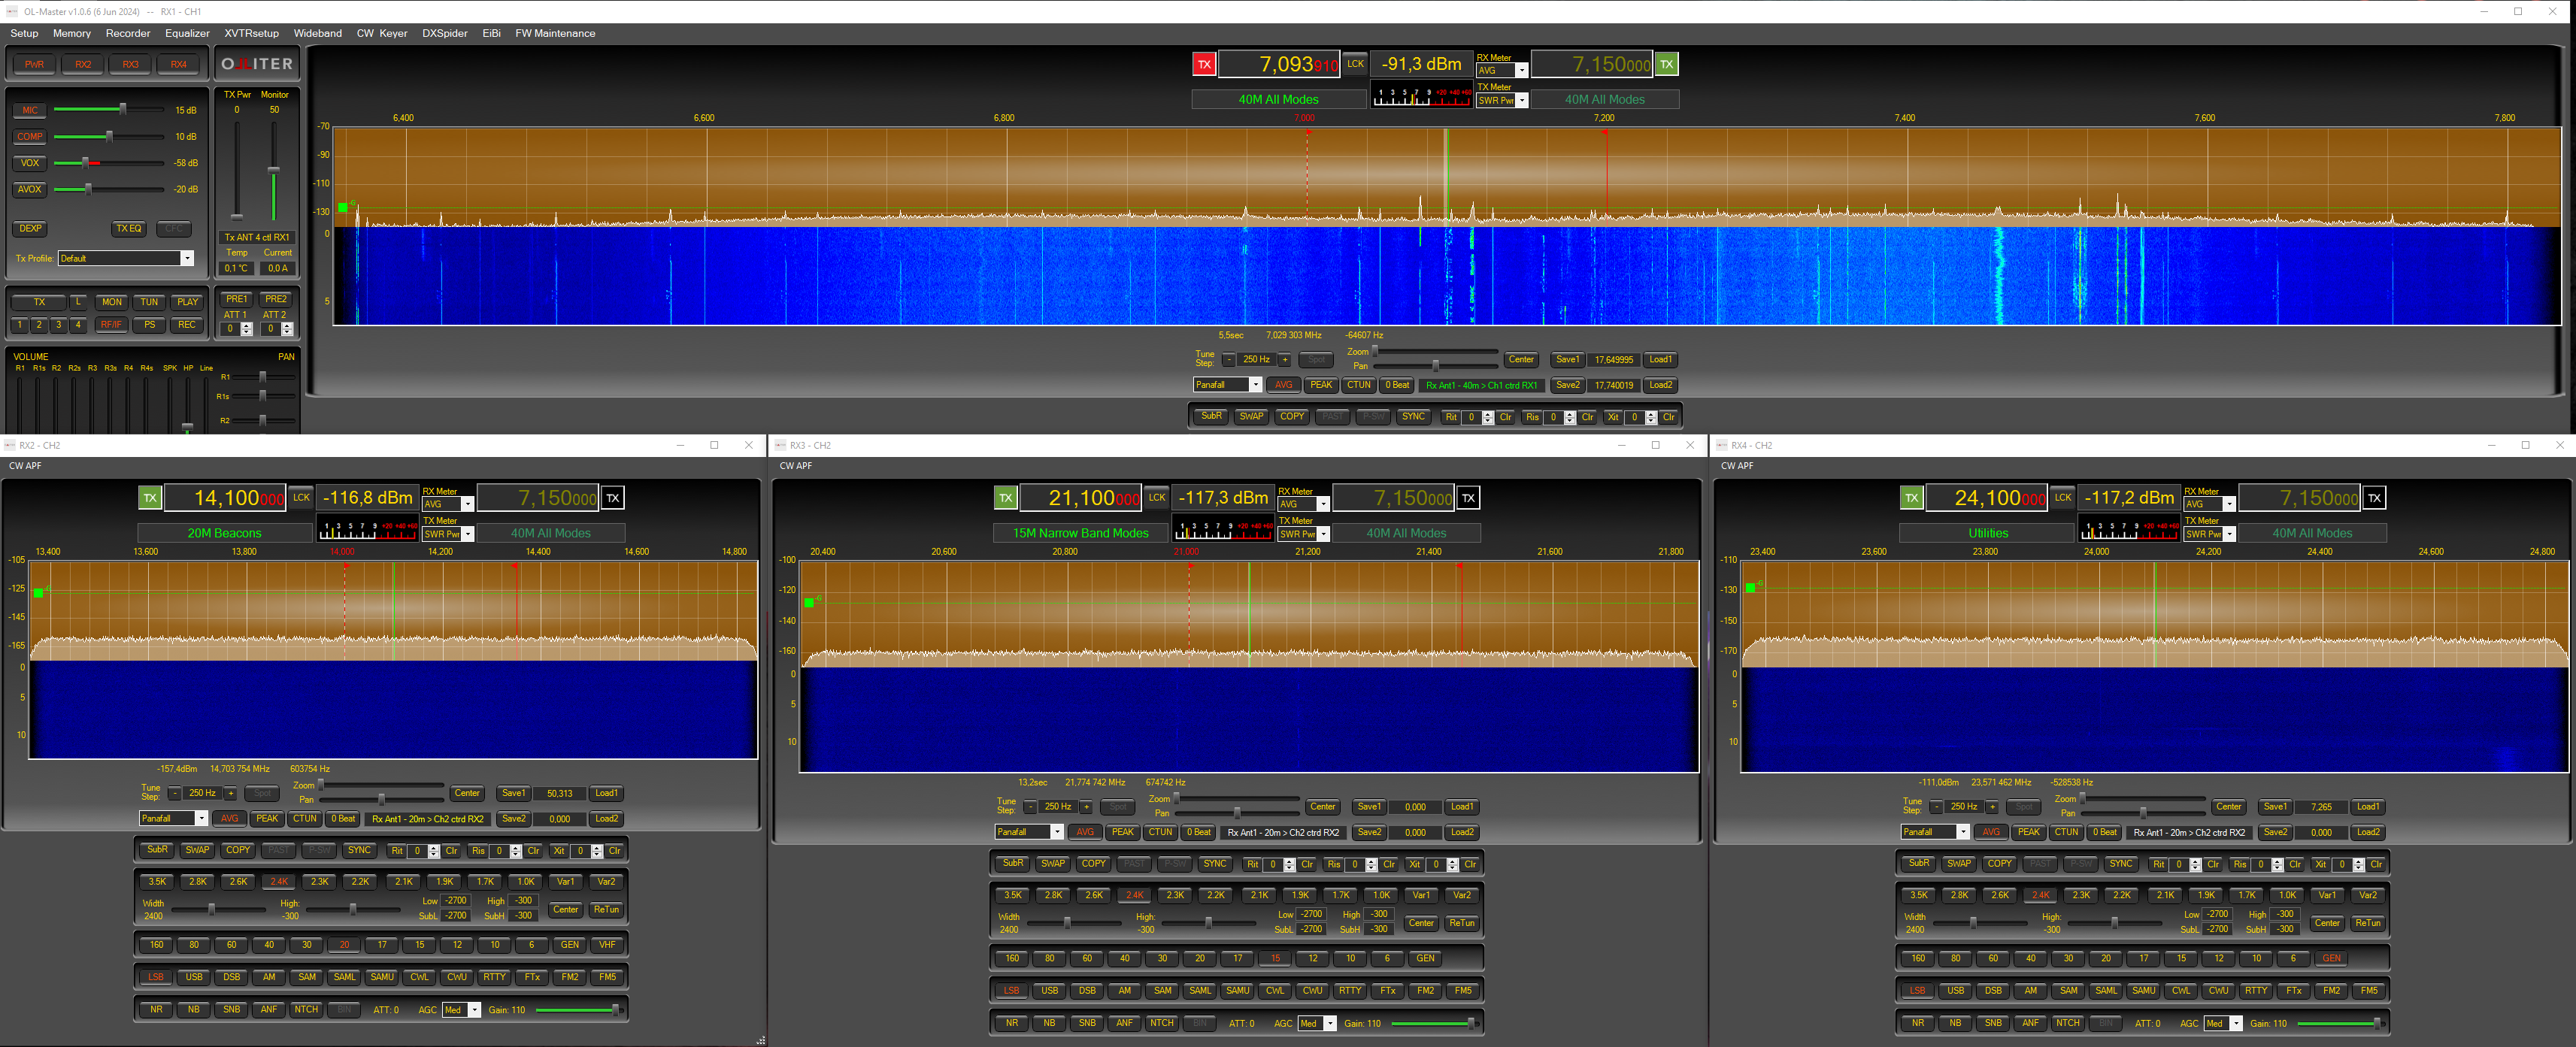 OL-Master v1.0.6 (6 Jun 2024) -- RX1 - CH1
Setup Memory Recorder Equalizer XVTRsetup Wideband CW Keyer DXSpider EiBi FW Maintenance
PWR RX2 RX3 RX4 OJLITER
TX 7,093910 LCK -91,3 dBm RX Meter AVG 7,150000 TX
TX Meter SWR Pwr
40M All Modes 1 3 5 7 9 +20 +40 +60 40M All Modes
TX Pwr Monitor
0 50
MIC 15 dB
COMP 10 dB
VOX -58 dB
AVOX -20 dB
DEXP TX EQ CFC
Tx Profile: Default
Tx ANT 4 ctl RX1
Temp Current
0,1 °C 0,0 A
TX L MON TUN PLAY PRE1 PRE2
ATT 1 ATT 2
1 2 3 4 RF/IF PS REC 0 0
VOLUME PAN
R1 R1s R2 R2s R3 R3s R4 R4s SPK HP Line
R1
R1s
R2
6,400 6,600 6,800 7,000 7,200 7,400 7,600 7,800
-70
-90
-110
-130 -G
0
5
5,5sec 7,029 303 MHz -64607 Hz
Tune Step: - 250 Hz + Spot Zoom Pan Center Save1 17,649995 Load1
Panafall AVG PEAK CTUN 0 Beat Rx Ant1 - 40m > Ch1 ctrd RX1 Save2 17,740019 Load2
SubR SWAP COPY PAST P-SW SYNC Rit 0 Clr Ris 0 Clr Xit 0 Clr
RX2 - CH2
CW APF
TX 14,100000 LCK -116,8 dBm RX Meter AVG 7,150000 TX
TX Meter SWR Pwr
20M Beacons 1 3 5 7 9 +20 +40 +60 40M All Modes
13,400 13,600 13,800 14,000 14,200 14,400 14,600 14,800
-105
-125 -G
-145
-165
0
5
10
-157,4dBm 14,703 754 MHz 603754 Hz
Tune Step: - 250 Hz + Spot Zoom Pan Center Save1 50,313 Load1
Panafall AVG PEAK CTUN 0 Beat Rx Ant1 - 20m > Ch2 ctrd RX2 Save2 0,000 Load2
SubR SWAP COPY PAST P-SW SYNC Rit 0 Clr Ris 0 Clr Xit 0 Clr
3.5K 2.8K 2.6K 2.4K 2.3K 2.2K 2.1K 1.9K 1.7K 1.0K Var1 Var2
Width 2400 High: -300 Low -2700 High -300 Center ReTun
SubL -2700 SubH -300
160 80 60 40 30 20 17 15 12 10 6 GEN VHF
LSB USB DSB AM SAM SAML SAMU CWL CWU RTTY FTx FM2 FM5
NR NB SNB ANF NTCH BIN ATT: 0 AGC Med Gain: 110
RX3 - CH2
CW APF
TX 21,100000 LCK -117,3 dBm RX Meter AVG 7,150000 TX
TX Meter SWR Pwr
15M Narrow Band Modes 1 3 5 7 9 +20 +40 +60 40M All Modes
20,400 20,600 20,800 21,000 21,200 21,400 21,600 21,800
-100
-120 -G
-140
-160
0
5
10
13,2sec 21,774 742 MHz 674742 Hz
Tune Step: - 250 Hz + Spot Zoom Pan Center Save1 0,000 Load1
Panafall AVG PEAK CTUN 0 Beat Rx Ant1 - 20m > Ch2 ctrd RX2 Save2 0,000 Load2
SubR SWAP COPY PAST P-SW SYNC Rit 0 Clr Ris 0 Clr Xit 0 Clr
3.5K 2.8K 2.6K 2.4K 2.3K 2.2K 2.1K 1.9K 1.7K 1.0K Var1 Var2
Width 2400 High: -300 Low -2700 High -300 Center ReTun
SubL -2700 SubH -300
160 80 60 40 30 20 17 15 12 10 6 GEN
LSB USB DSB AM SAM SAML SAMU CWL CWU RTTY FTx FM2 FM5
NR NB SNB ANF NTCH BIN ATT: 0 AGC Med Gain: 110
RX4 - CH2
CW APF
TX 24,100000 LCK -117,2 dBm RX Meter AVG 7,150000 TX
TX Meter SWR Pwr
Utilities 1 3 5 7 9 +20 +40 +60 40M All Modes
23,400 23,600 23,800 24,000 24,200 24,400 24,600 24,800
-110
-130 -G
-150
-170
0
5
10
-111.0dBm 23,571 462 MHz -528538 Hz
Tune Step: - 250 Hz + Spot Zoom Pan Center Save1 7,265 Load1
Panafall AVG PEAK CTUN 0 Beat Rx Ant1 - 20m > Ch2 ctrd RX2 Save2 0,000 Load2
SubR SWAP COPY PAST P-SW SYNC Rit 0 Clr Ris 0 Clr Xit 0 Clr
3.5K 2.8K 2.6K 2.4K 2.3K 2.2K 2.1K 1.9K 1.7K 1.0K Var1 Var2
Width 2400 High: -300 Low -2700 High -300 Center ReTun
SubL -2700 SubH -300
160 80 60 40 30 20 17 15 12 10 6 GEN
LSB USB DSB AM SAM SAML SAMU CWL CWU RTTY FTx FM2 FM5
NR NB SNB ANF NTCH BIN ATT: 0 AGC Med Gain: 110